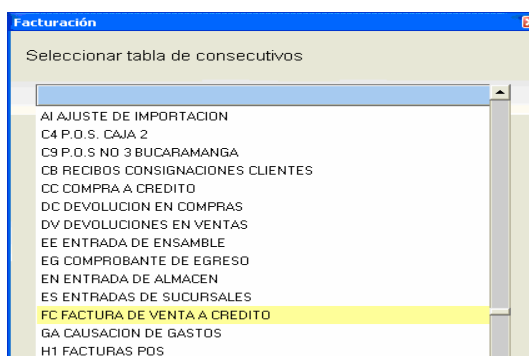 Facturación
Seleccionar tabla de consecutivos
AI AJUSTE DE IMPORTACION
C4 P.O.S. CAJA 2
C9 P.O.S NO 3 BUCARAMANGA
CB RECIBOS CONSIGNACIONES CLIENTES
CC COMPRA A CREDITO
DC DEVOLUCION EN COMPRAS
DV DEVOLUCIONES EN VENTAS
EE ENTRADA DE ENSAMBLE
EG COMPROBANTE DE EGRESO
EN ENTRADA DE ALMACEN
ES ENTRADAS DE SUCURSALES
FC FACTURA DE VENTA A CREDITO
GA CAUSACION DE GASTOS
H1 FACTURAS POS